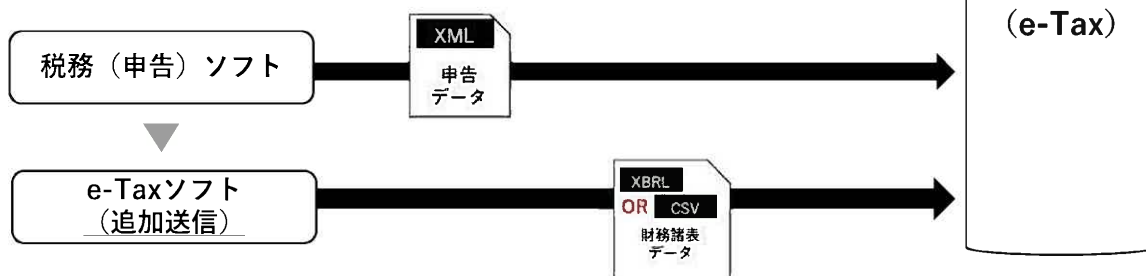 (e-Tax)
税務（申告）ソフト
XML
申告
データ
e-Taxソフト
（追加送信）
XBRL
OR CSV
財務諸表
データ